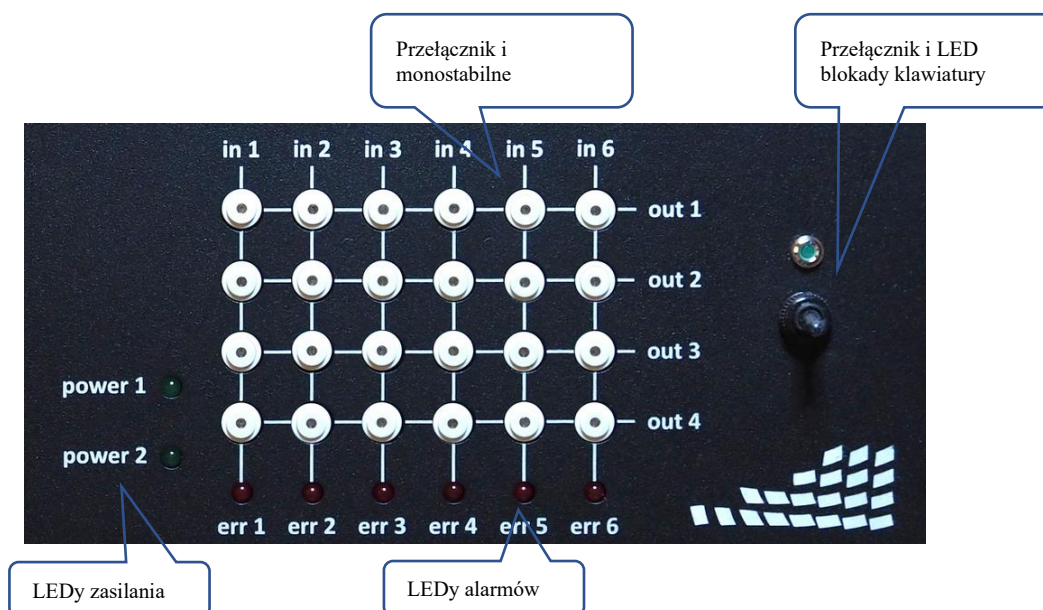 Przełącznik i
monostabilne
Przełącznik i LED
blokady klawiatury
in 1 in 2 in 3 in 4 in 5 in 6
out 1
out 2
out 3
power 1
out 4
power 2
err 1 err 2 err 3 err 4 err 5 err 6
LEDy zasilania
LEDy alarmów